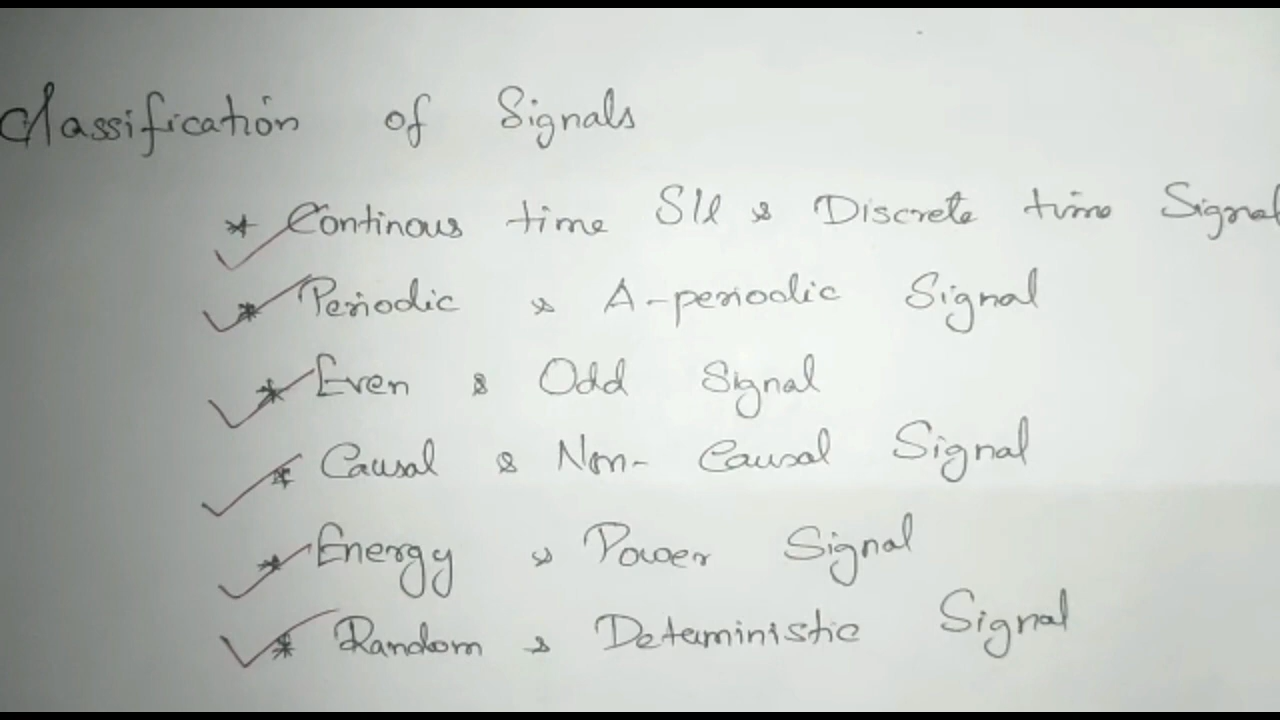 Classification of Signals
* Continous time S/l & Discrete time Signal
* Periodic & A-periodic Signal
* Even & Odd Signal
* Causal & Non- Causal Signal
* Energy & Power Signal
* Random & Deterministic Signal